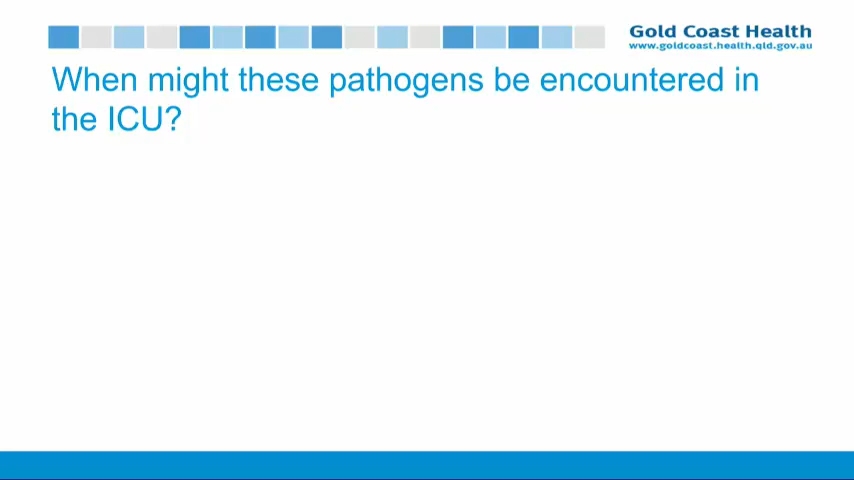 Gold Coast Health
www.goldcoast.health.qld.gov.au
When might these pathogens be encountered in
the ICU?